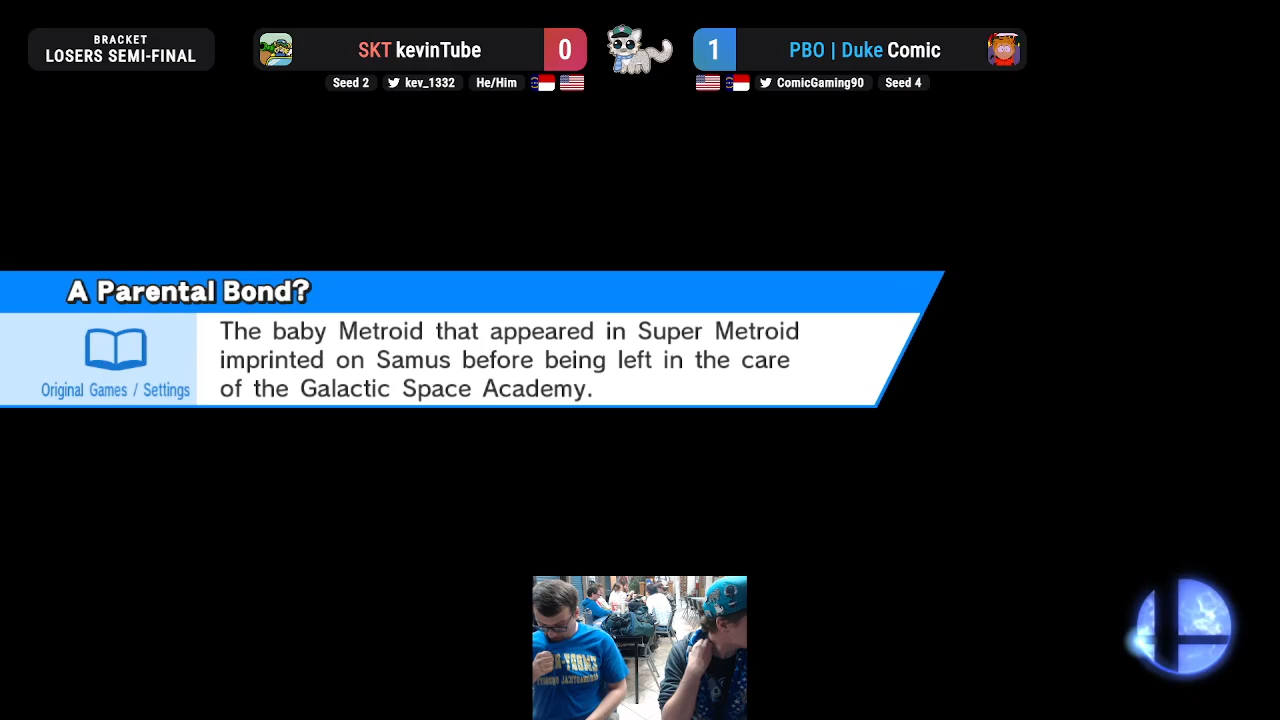 BRACKET
LOSERS SEMI-FINAL
SKT kevinTube
0
1
PBO | Duke Comic
Seed 2
kev_1332
He/Him
ComicGaming90
Seed 4
A Parental Bond?
The baby Metroid that appeared in Super Metroid
imprinted on Samus before being left in the care
of the Galactic Space Academy.
Original Games / Settings